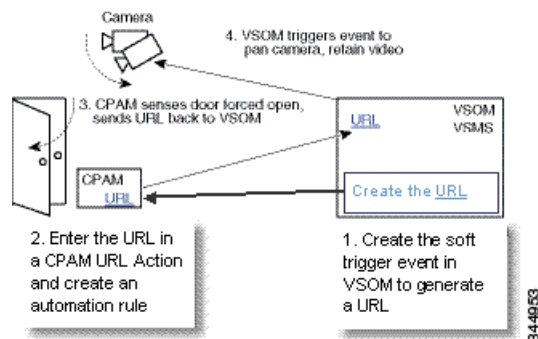 Camera
4. VSOM triggers event to
pan camera, retain video
3. CPAM senses door forced open,
sends URL back to VSOM
URL
VSOM
VSMS
CPAM
URL
Create the URL
2. Enter the URL in
a CPAM URL Action
and create an
automation rule
1. Create the soft
trigger event in
VSOM to generate
a URL
344953